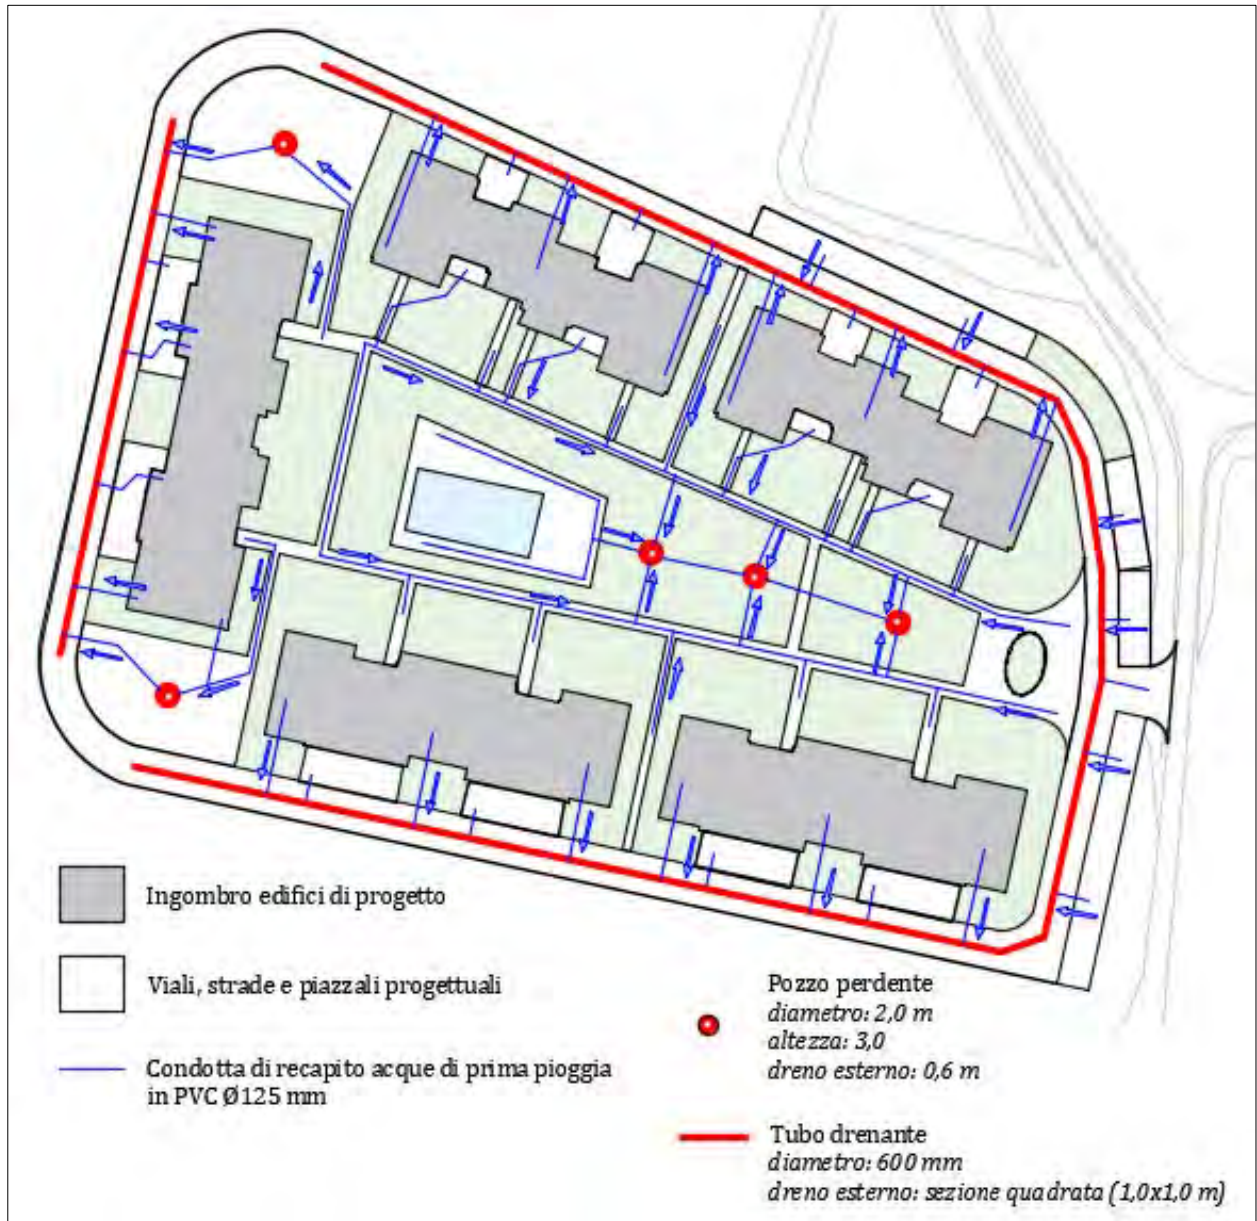 Ingombro edifici di progetto
Viali, strade e piazzali progettuali
Condotta di recapito acque di prima pioggia
in PVC Ø125 mm
Pozzo perdente
diametro: 2,0 m
altezza: 3,0
dreno esterno: 0,6 m
Tubo drenante
diametro: 600 mm
dreno esterno: sezione quadrata (1,0x1,0 m)